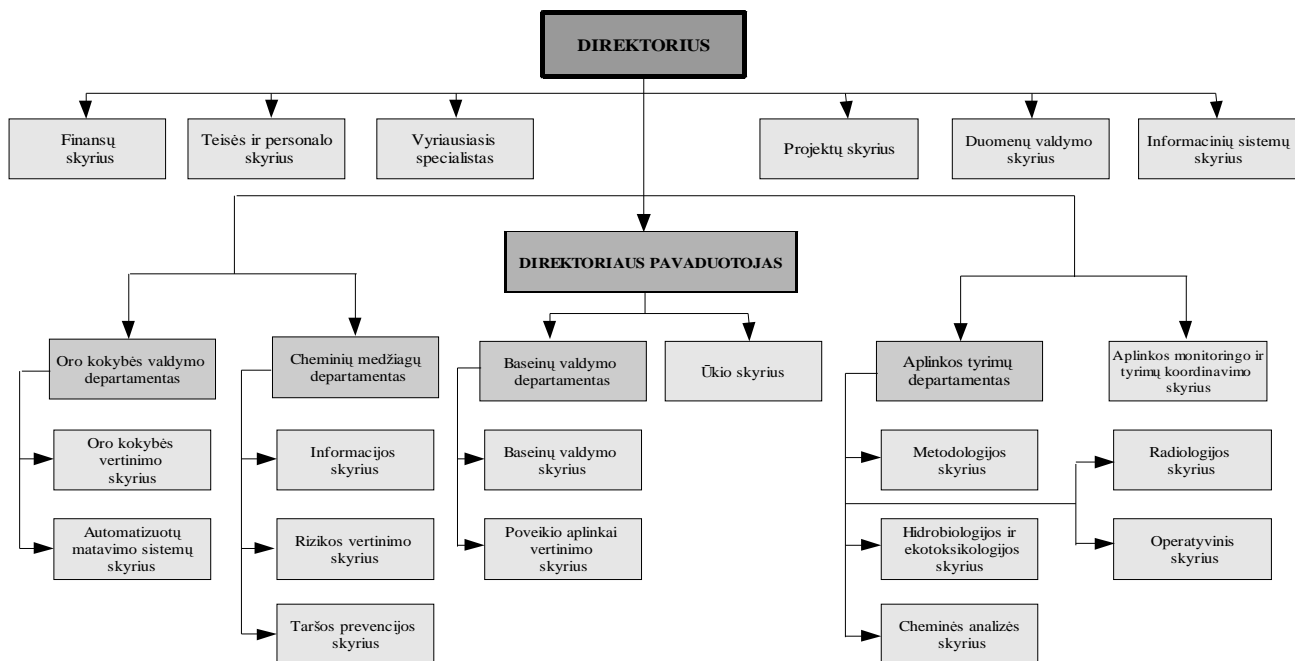 DIREKTORIUS
Finansų
skyrius
Teisės ir personalo
skyrius
Vyriausiasis
specialistas
Projektų skyrius
Duomenų valdymo
skyrius
Informacinių sistemų
skyrius
DIREKTORIAUS PAVADUOTOJAS
Oro kokybės valdymo
departamentas
Cheminių medžiagų
departamentas
Baseinų valdymo
departamentas
Ūkio skyrius
Aplinkos tyrimų
departamentas
Aplinkos monitoringo ir
tyrimų koordinavimo
skyrius
Oro kokybės
vertinimo
skyrius
Informacijos
skyrius
Baseinų valdymo
skyrius
Metodologijos
skyrius
Radiologijos
skyrius
Automatizuotų
matavimo sistemų
skyrius
Rizikos vertinimo
skyrius
Poveikio aplinkai
vertinimo
skyrius
Hidrobiologijos ir
ekotoksikologijos
skyrius
Operatyvinis
skyrius
Taršos prevencijos
skyrius
Cheminės analizės
skyrius